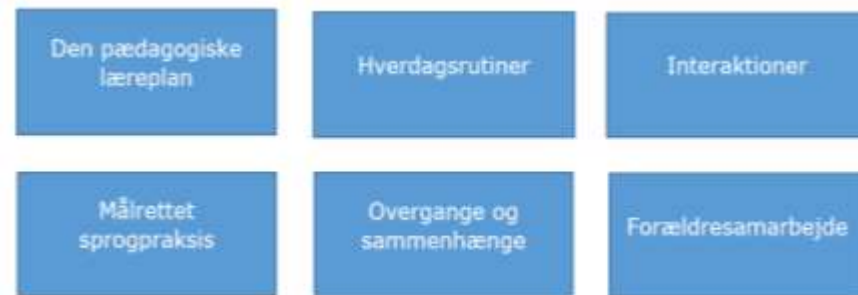 Den pædagogiske
læreplan
Hverdagsrutiner
Interaktioner
Målrettet
sprogpraksis
Overgange og
sammenhænge
Forældresamarbejde